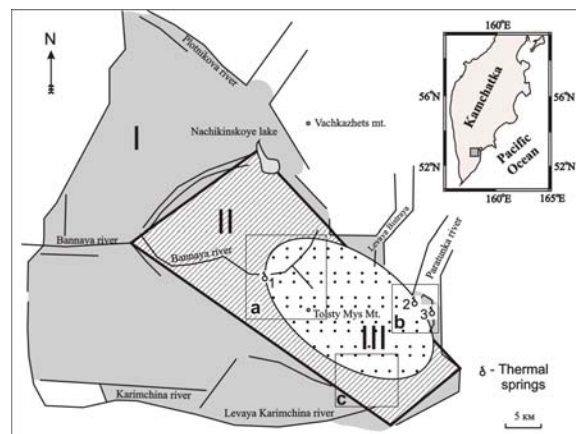 160°E
N
Plotnikova river
I
Vachkazhets mt.
Nachikinskoye lake
Kamchatka
56°N
56°N
Pacific
Ocean
52°N
52°N
160°E
165°E
II
Bannaya river
Bannaya river
Levaya Bistraya
Paratunka river
1
a
Tolsty Mys Mt.
2
3
b
III
c
δ - Thermal
springs
Karimchina river
Levaya Karimchina river
5 км